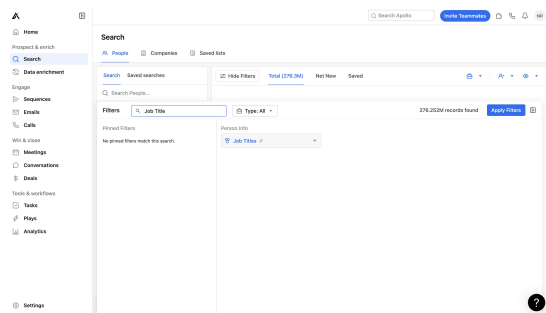 Search Apollo
Invite Teammates
NR
Home
Prospect & enrich
Search
Data enrichment
Engage
Sequences
Emails
Calls
Win & close
Meetings
Conversations
Deals
Tools & workflows
Tasks
Plays
Analytics
Settings
Search
People Companies Saved lists
Search Saved searches
Hide Filters Total (276.3M) Net New Saved
Search People...
Filters Job Title Type: All 276.252M records found Apply Filters
Pinned Filters
No pinned filters match this search.
Person Info
Job Titles
?